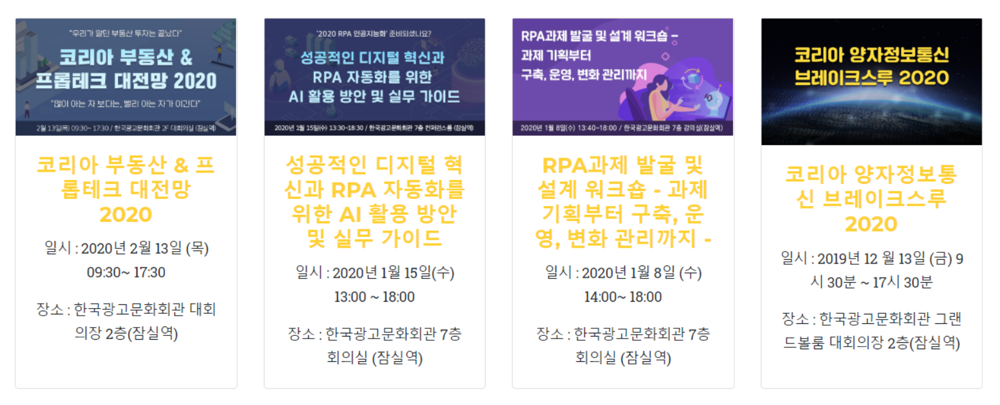 "우리가 알던 부동산 투자는 끝났다"
코리아 부동산 &
프롭테크 대전망 2020
"많이 아는 자 보다는, 빨리 아는 자가 이긴다"
2월 13일(목) 09:30~ 17:30 / 한국광고문화회관 2F 대회의실 (잠실역)
코리아 부동산 & 프
롭테크 대전망
2020
일시 : 2020년 2월 13일 (목)
09:30~ 17:30
장소 : 한국광고문화회관 대회
의장 2층(잠실역)
'2020 RPA 인공지능화' 준비되셨나요?
성공적인 디지털 혁신과
RPA 자동화를 위한
AI 활용 방안 및 실무 가이드
2020년 1월 15일(수) 13:30~18:30 / 한국광고문화회관 7층 컨퍼런스룸 (잠실역)
성공적인 디지털 혁
신과 RPA 자동화를
위한 AI 활용 방안
및 실무 가이드
일시 : 2020년 1월 15일(수)
13:00 ~ 18:00
장소 : 한국광고문화회관 7층
회의실 (잠실역)
RPA과제 발굴 및 설계 워크숍 –
과제 기획부터
구축, 운영, 변화 관리까지
2020년 1월 8일(수) 13:40~18:00 / 한국광고문화회관 7층 강의실(잠실역)
RPA과제 발굴 및
설계 워크숍 - 과제
기획부터 구축, 운
영, 변화 관리까지 -
일시 : 2020년 1월 8일 (수)
14:00~ 18:00
장소 : 한국광고문화회관 7층
회의실 (잠실역)
코리아 양자정보통신
브레이크스루 2020
코리아 양자정보통
신 브레이크스루
2020
일시 : 2019년 12 월 13일 (금) 9
시 30분 ~ 17시 30분
장소 : 한국광고문화회관 그랜
드볼룸 대회의장 2층(잠실역)